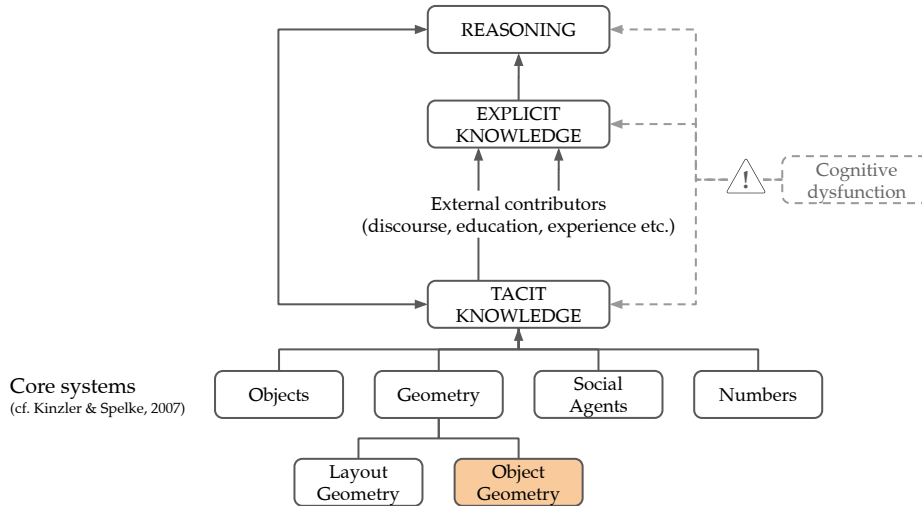 REASONING
EXPLICIT
KNOWLEDGE
!
Cognitive
dysfunction
External contributors
(discourse, education, experience etc.)
TACIT
KNOWLEDGE
Core systems
(cf. Kinzler & Spelke, 2007)
Objects
Geometry
Social
Agents
Numbers
Layout
Geometry
Object
Geometry